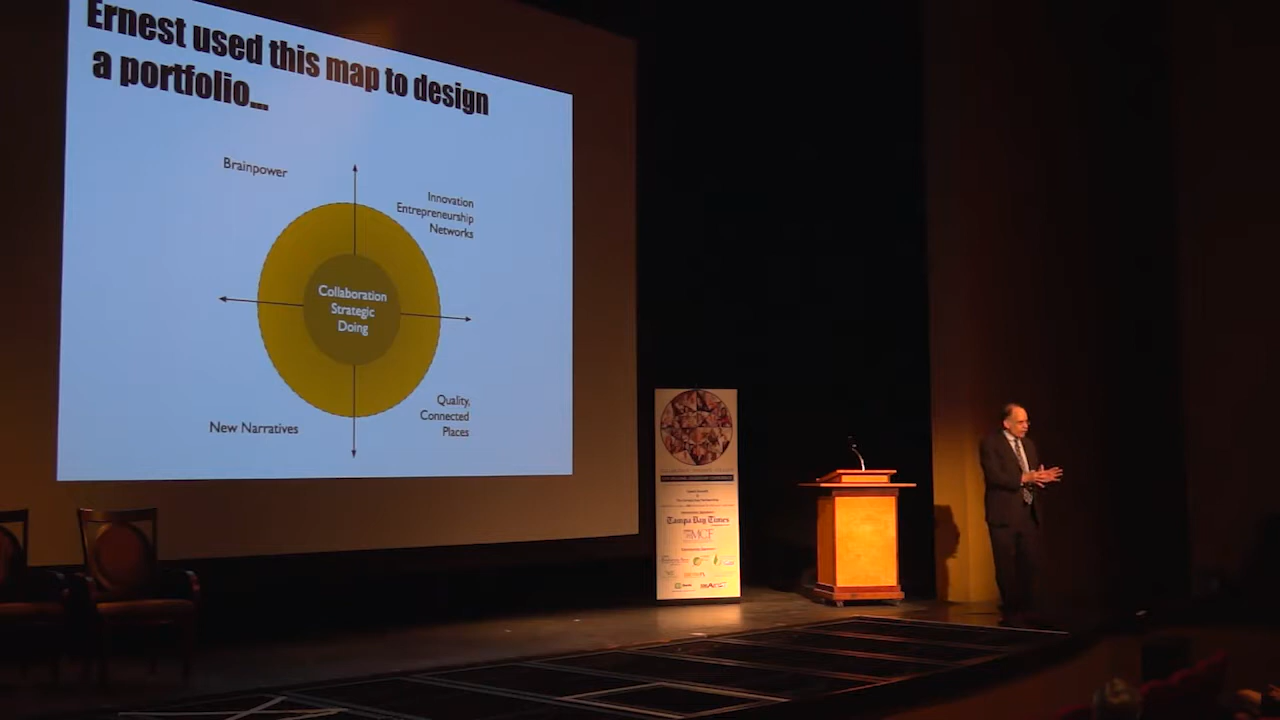 Ernest used this map to design
a portfolio...
Brainpower
Innovation
Entrepreneurship
Networks
Collaboration
Strategic
Doing
New Narratives
Quality,
Connected
Places
Tampa Bay Times
MCF